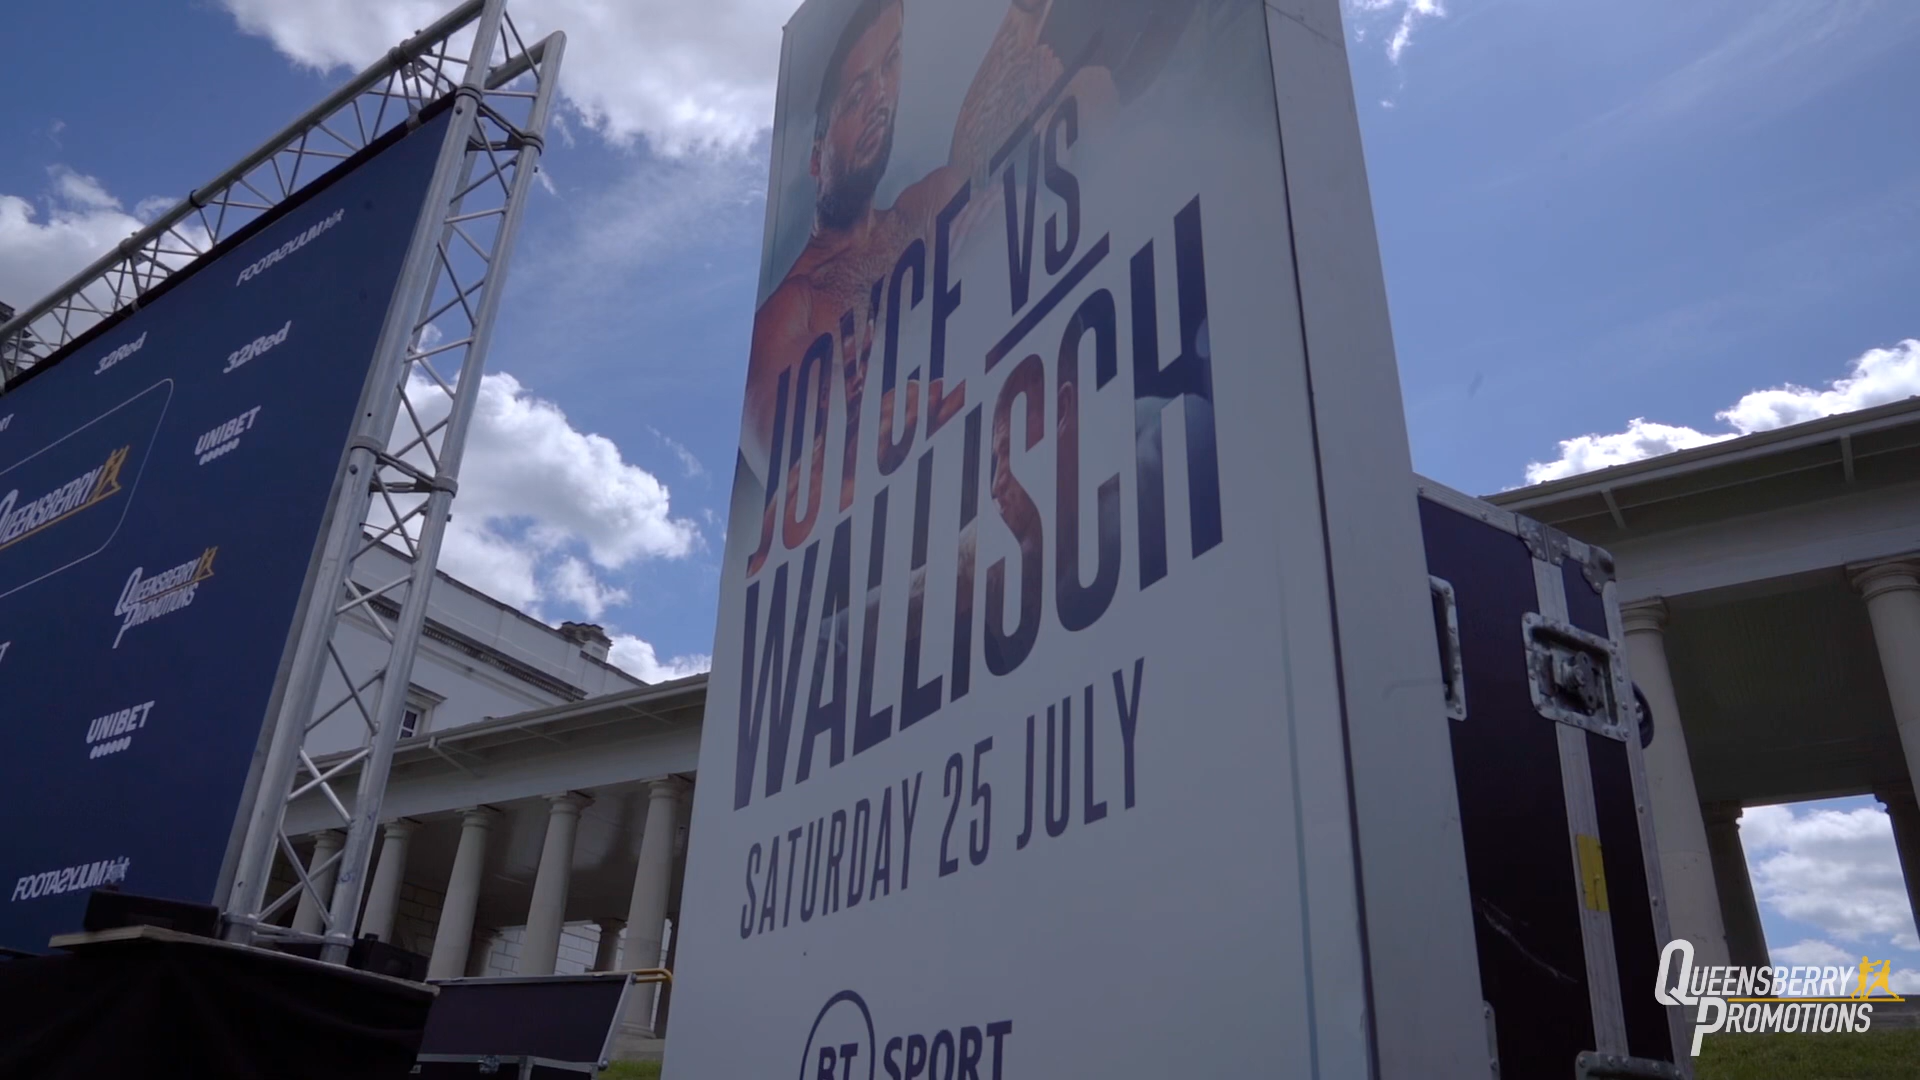 FOOTASYLUM
32Red
32Red
UNIBET
QUEENSBERRY
QUEENSBERRY
PROMOTIONS
UNIBET
FOOTASYLUM
JOYCE VS
WALLISCH
SATURDAY 25 JULY
BT SPORT
QUEENSBERRY
PROMOTIONS